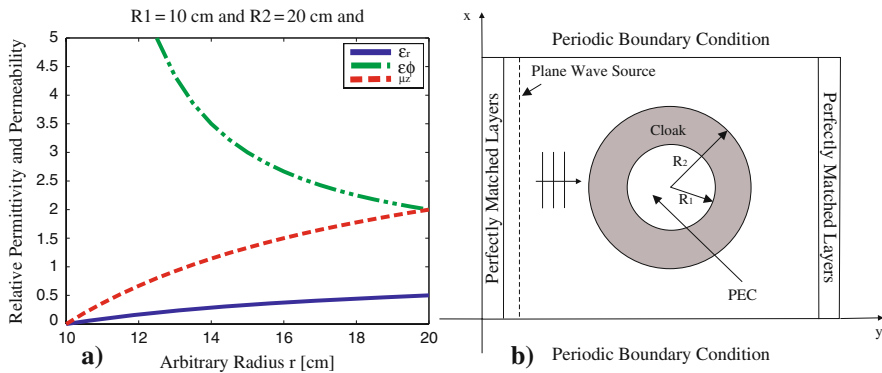 R1=10 cm and R2=20 cm and
Relative Permittivity and Permeability
5
4.5
4
3.5
3
2.5
2
1.5
1
0.5
0
10
12
14
16
18
20
εr
εϕ
μz
a) Arbitrary Radius r [cm]
x
Periodic Boundary Condition
Plane Wave Source
Perfectly Matched Layers
Cloak
R2
R1
PEC
Perfectly Matched Layers
y
b) Periodic Boundary Condition